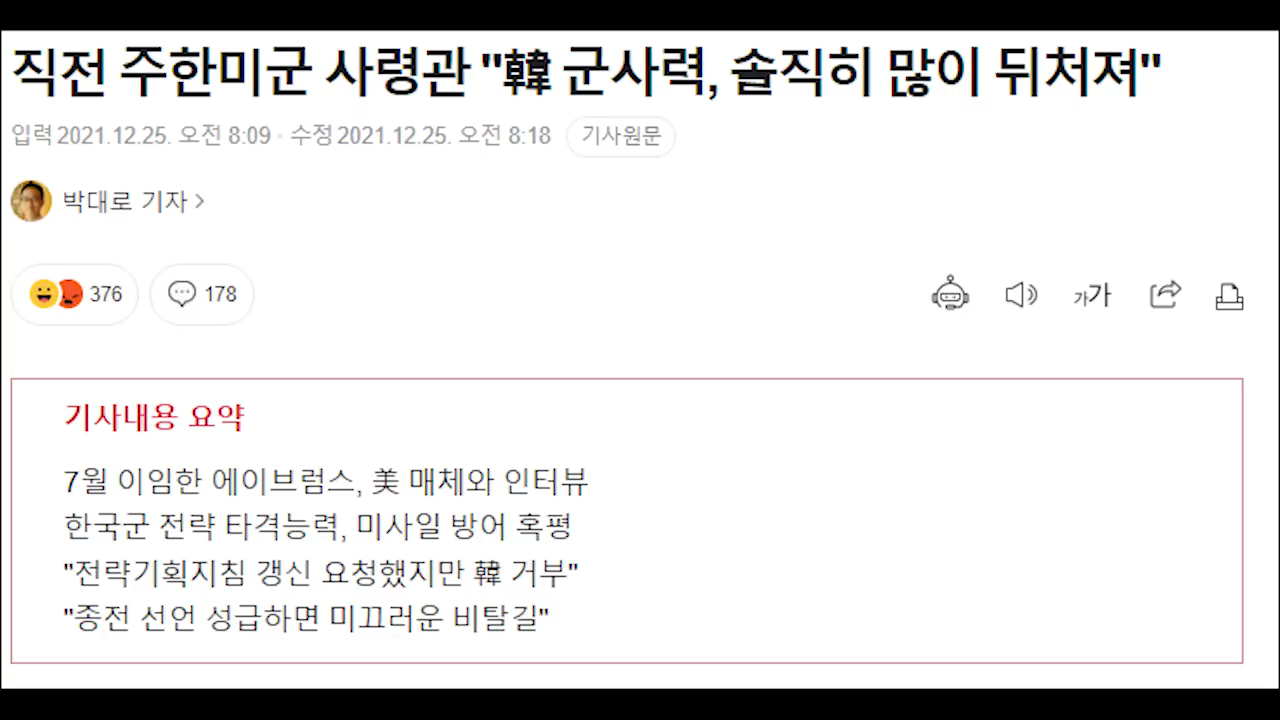 직전 주한미군 사령관 "韓 군사력, 솔직히 많이 뒤처져"
입력 2021.12.25. 오전 8:09 · 수정 2021.12.25. 오전 8:18 기사원문
박대로 기자 >
376 178 가가
기사내용 요약
7월 이임한 에이브럼스, 美 매체와 인터뷰
한국군 전략 타격능력, 미사일 방어 혹평
"전략기획지침 갱신 요청했지만 韓 거부"
"종전 선언 성급하면 미끄러운 비탈길"